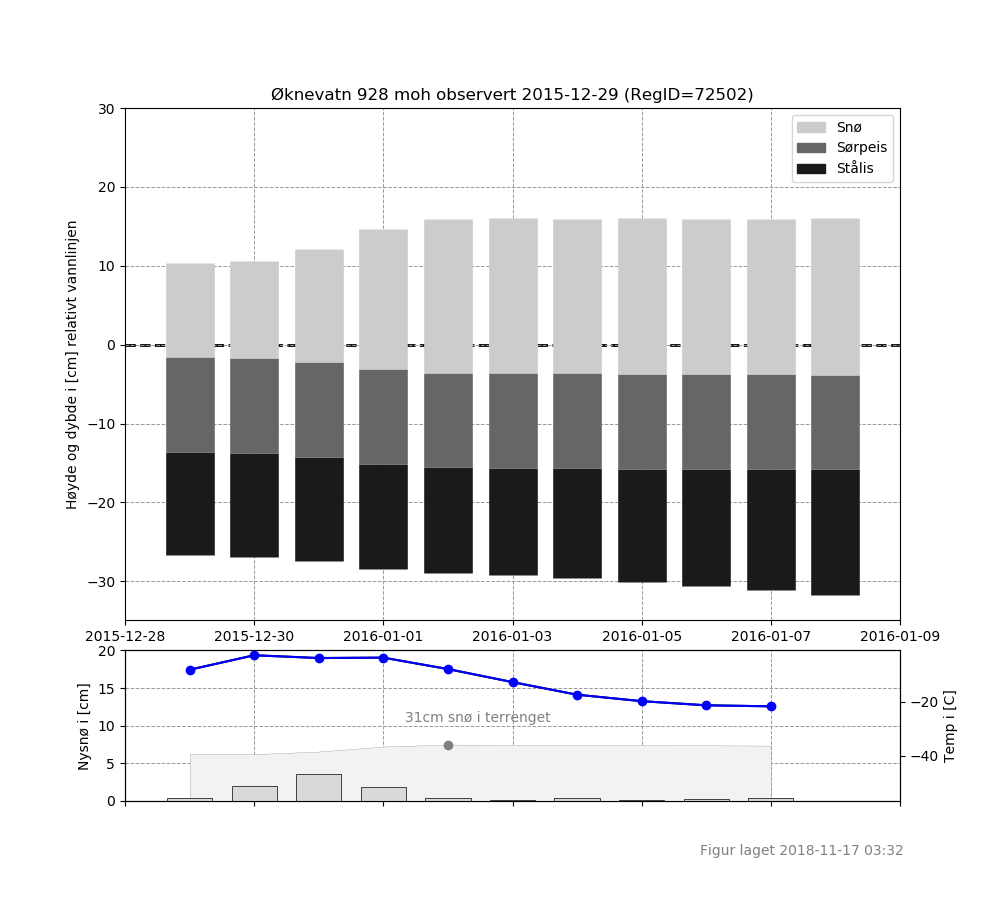 Øknevatn 928 moh observert 2015-12-29 (RegID=72502)
Snø
Sørpeis
Stålis
Høyde og dybde i [cm] relativt vannlinjen
30
20
10
0
−10
−20
−30
2015-12-28 2015-12-30 2016-01-01 2016-01-03 2016-01-05 2016-01-07 2016-01-09
Nysnø i [cm]
20
15
10
5
0
31cm snø i terrenget
−20
−40
Temp i [C]
Figur laget 2018-11-17 03:32